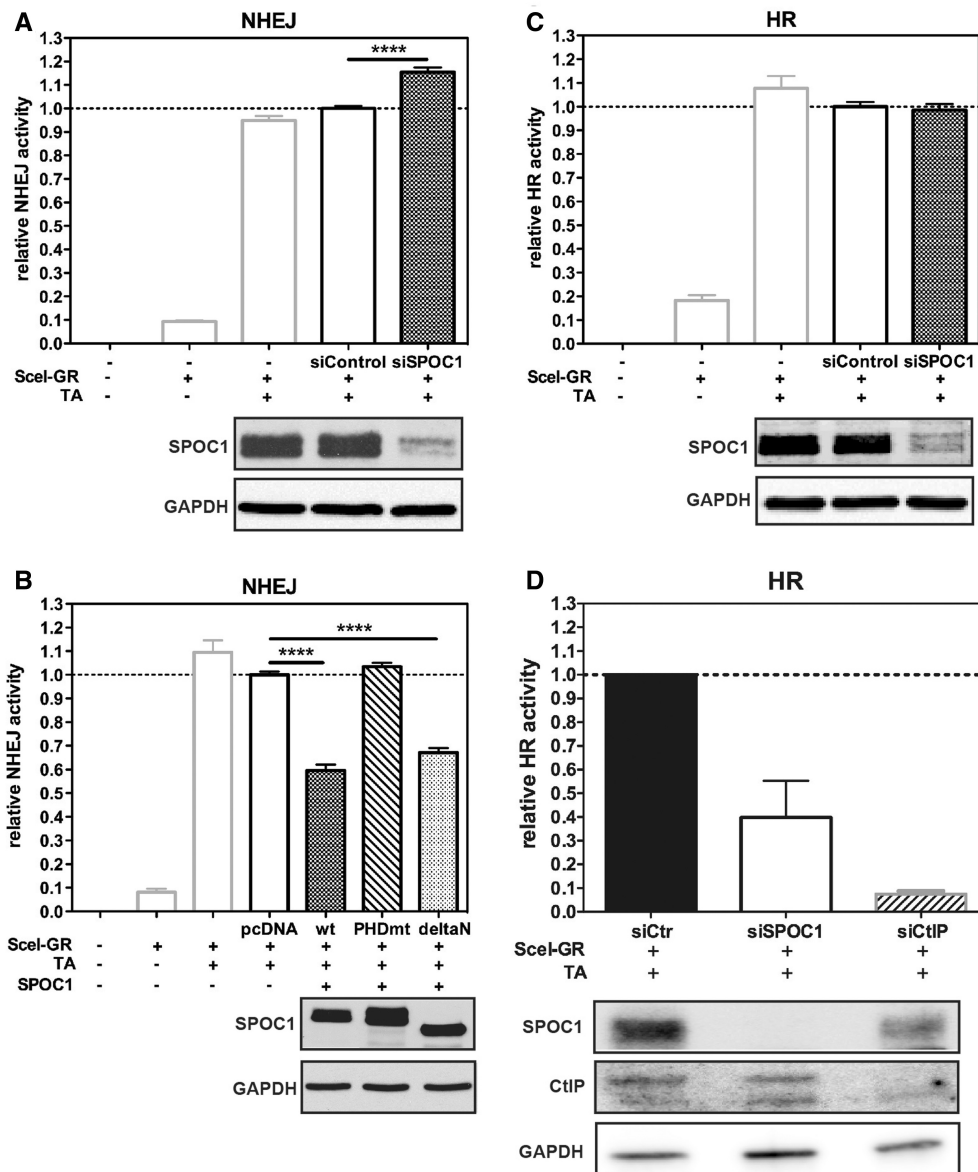 A
NHEJ
relative NHEJ activity
1.3
1.2
1.1
1.0
0.9
0.8
0.7
0.6
0.5
0.4
0.3
0.2
0.1
0.0
****
- - - siControl siSPOC1
SceI-GR - + + + +
TA - - + + +
SPOC1
GAPDH
C
HR
relative HR activity
1.3
1.2
1.1
1.0
0.9
0.8
0.7
0.6
0.5
0.4
0.3
0.2
0.1
0.0
- - - siControl siSPOC1
SceI-GR - + + + +
TA - - + + +
SPOC1
GAPDH
B
NHEJ
relative NHEJ activity
1.3
1.2
1.1
1.0
0.9
0.8
0.7
0.6
0.5
0.4
0.3
0.2
0.1
0.0
****
****
pcDNA wt PHDmt deltaN
SceI-GR - + + + + + +
TA - - + + + + +
SPOC1 - - - - + + +
SPOC1
GAPDH
D
HR
relative HR activity
1.3
1.2
1.1
1.0
0.9
0.8
0.7
0.6
0.5
0.4
0.3
0.2
0.1
0.0
siCtr siSPOC1 siCtIP
SceI-GR + + +
TA + + +
SPOC1
CtIP
GAPDH